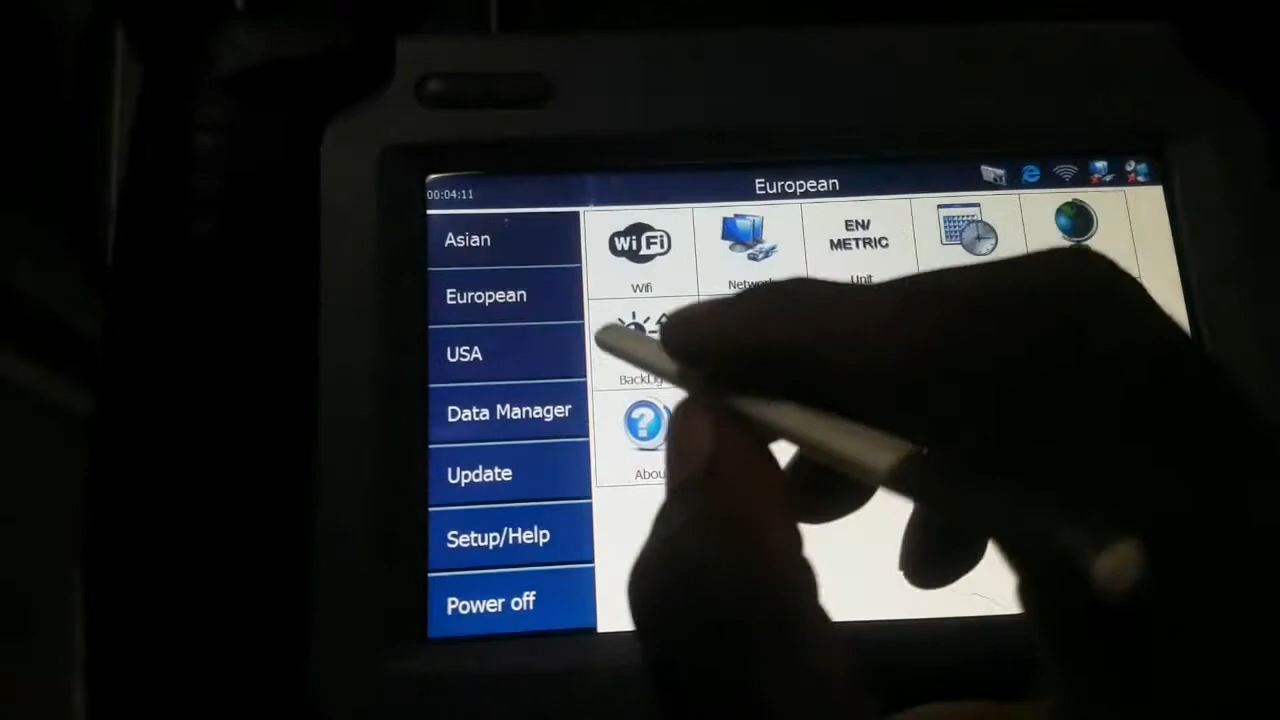 00:04:11
European
Asian
European
USA
Data Manager
Update
Setup/Help
Power off
WiFi
Wifi
EN/
METRIC
Unit